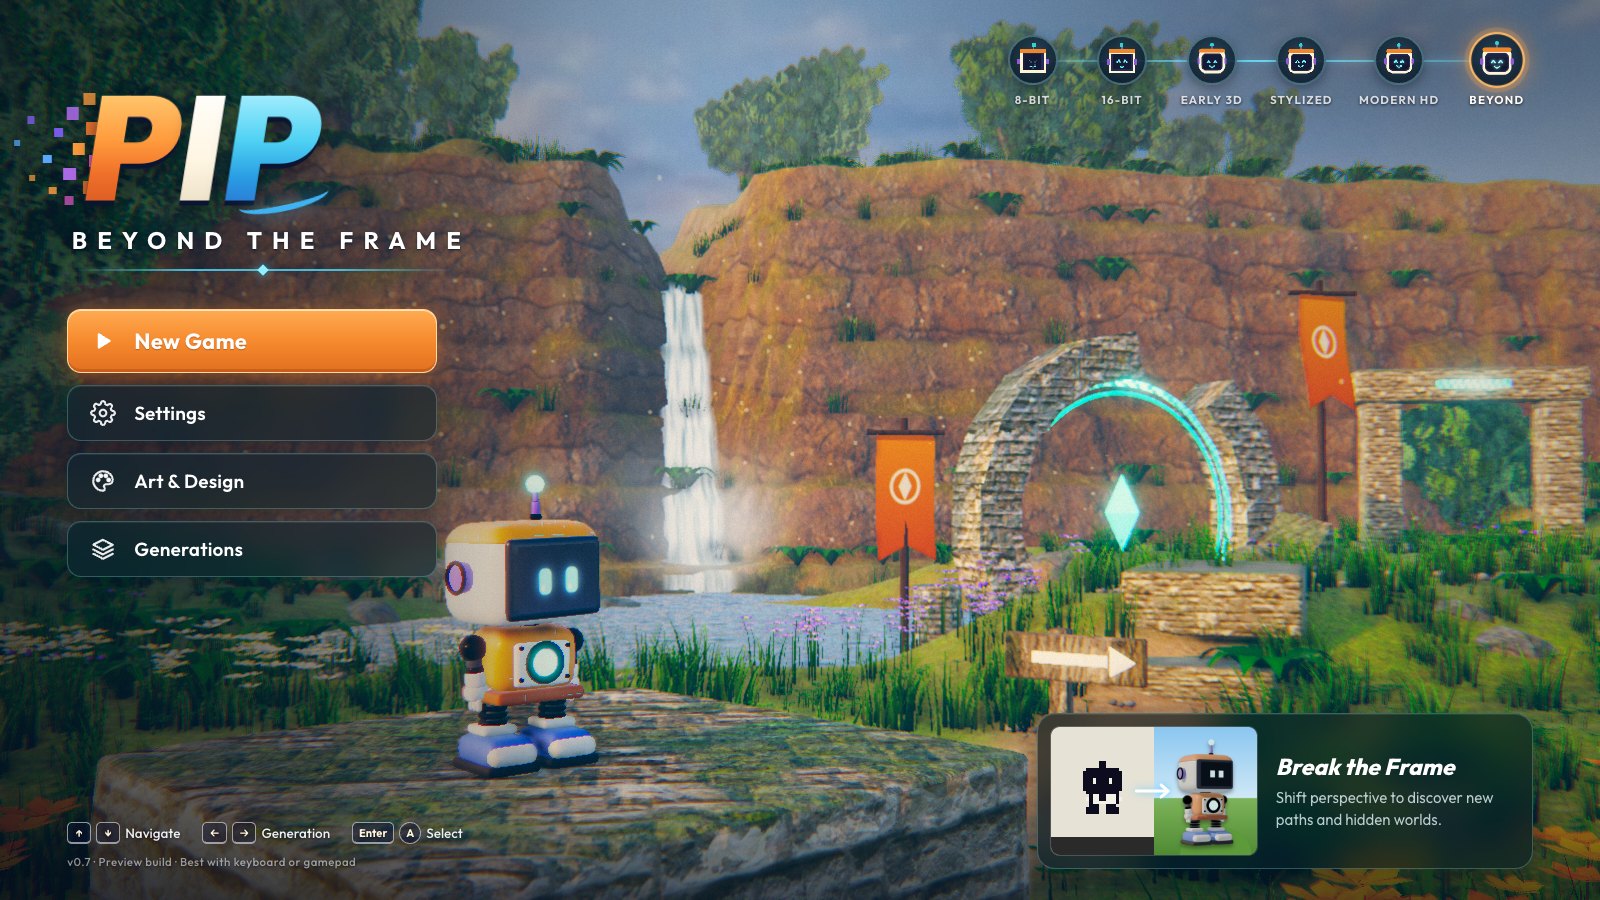 PIP
BEYOND THE FRAME
8-BIT
16-BIT
EARLY 3D
STYLIZED
MODERN HD
BEYOND
New Game
Settings
Art & Design
Generations
Break the Frame
Shift perspective to discover new
paths and hidden worlds.
↑ ↓ Navigate ← → Generation Enter A Select
v0.7 · Preview build · Best with keyboard or gamepad